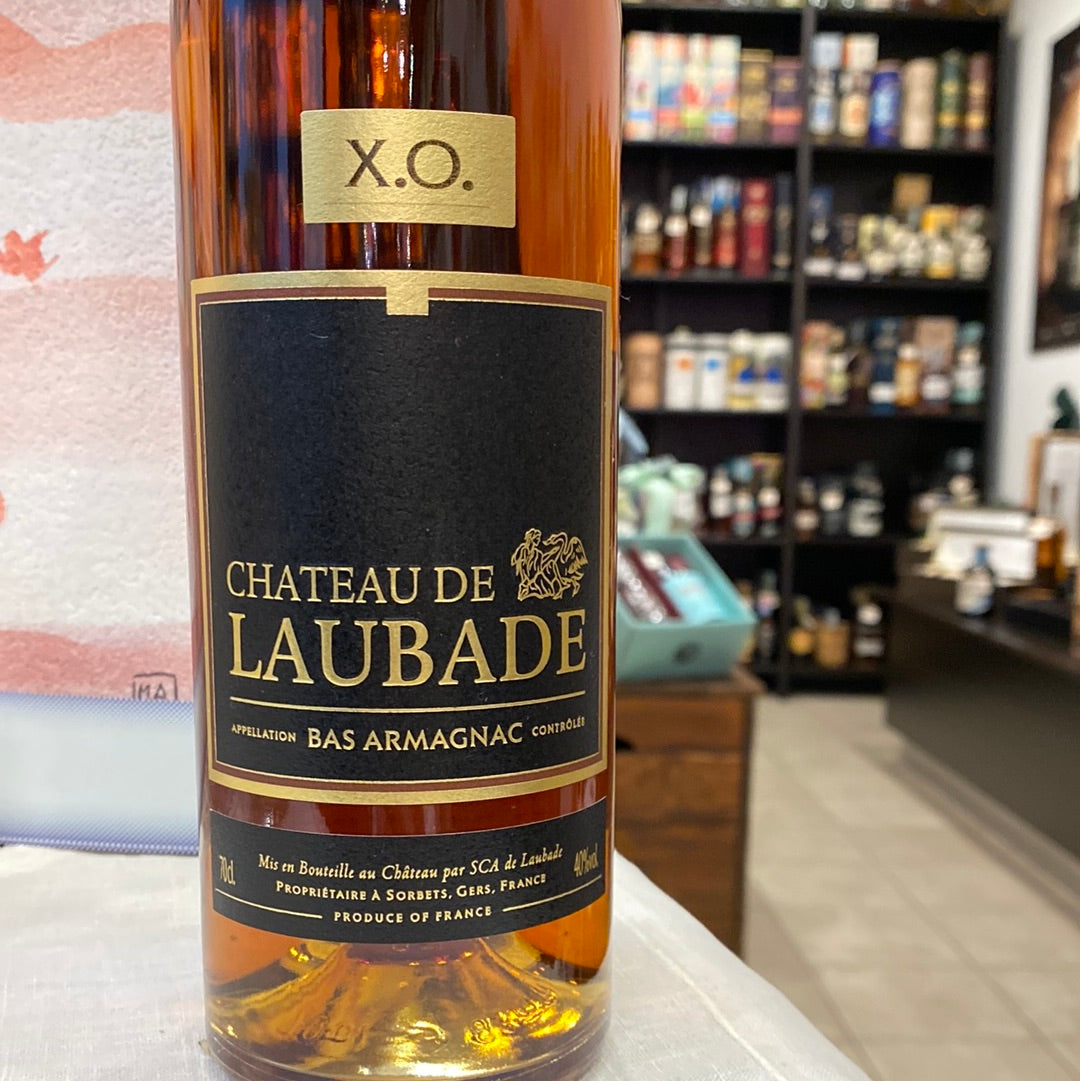 X.O.
CHATEAU DE
LAUBADE
APPELLATION BAS ARMAGNAC CONTRÔLÉE
70cl. Mis en Bouteille au Château par SCA de Laubade 40%vol.
PROPRIÉTAIRE À SORBETS, GERS, FRANCE
PRODUCE OF FRANCE
MA